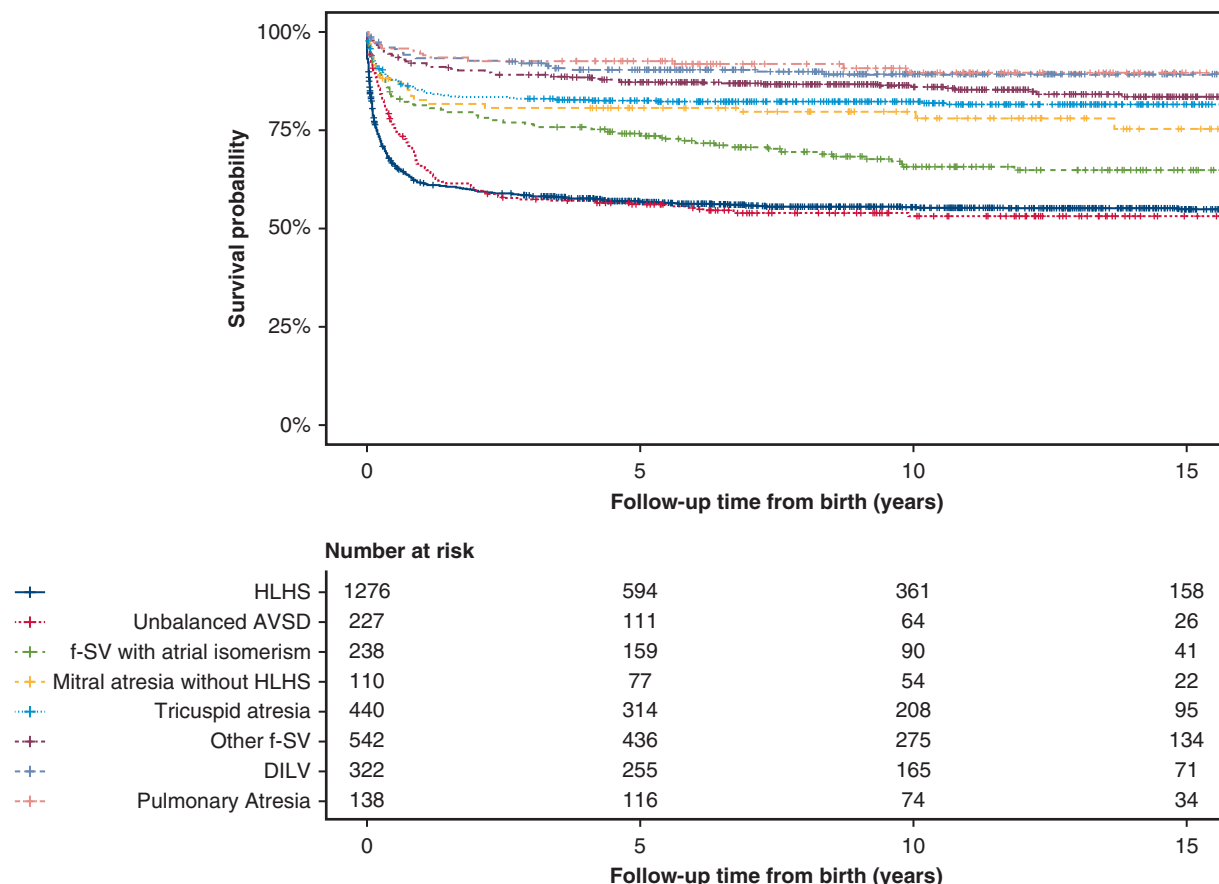 100%
75%
50%
25%
0%
Survival probability
0 5 10 15
Follow-up time from birth (years)
Number at risk
HLHS 1276 594 361 158
Unbalanced AVSD 227 111 64 26
f-SV with atrial isomerism 238 159 90 41
Mitral atresia without HLHS 110 77 54 22
Tricuspid atresia 440 314 208 95
Other f-SV 542 436 275 134
DILV 322 255 165 71
Pulmonary Atresia 138 116 74 34
0 5 10 15
Follow-up time from birth (years)